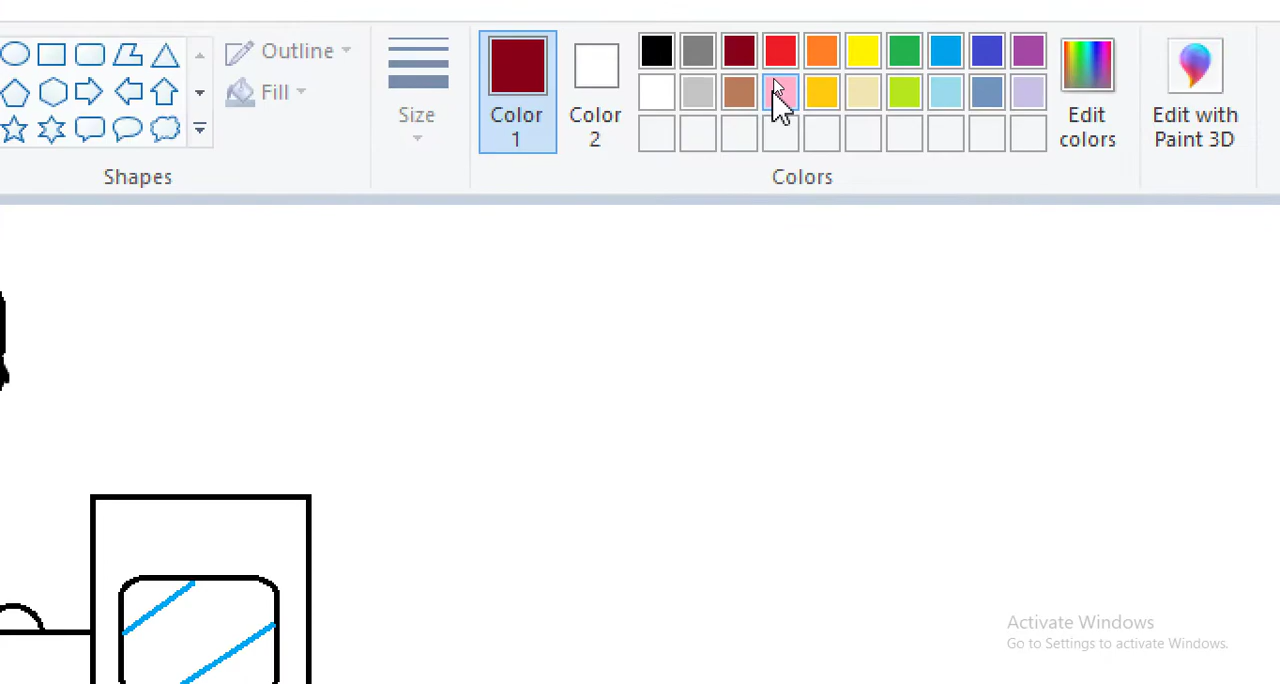 Outline
Fill
Shapes
Size
Color
1
Color
2
Edit
colors
Colors
Edit with
Paint 3D
Activate Windows
Go to Settings to activate Windows.